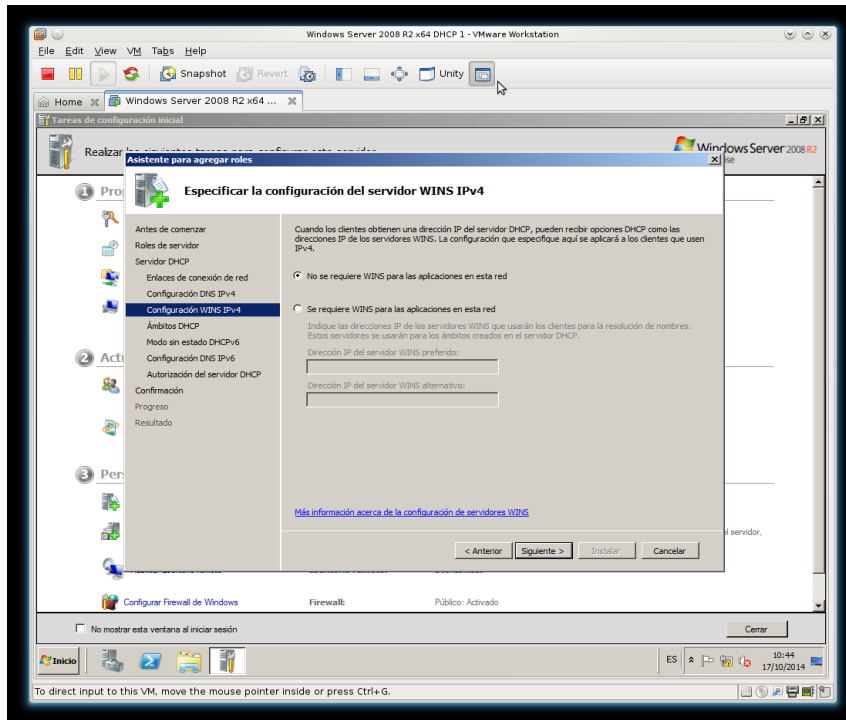 Windows Server 2008 R2 x64 DHCP 1 - VMware Workstation
File Edit View VM Tabs Help
Snapshot Revert Unity
Home Windows Server 2008 R2 x64 ...
Tareas de configuración inicial
Realizar
Windows Server 2008 R2
Asistente para agregar roles
Especificar la configuración del servidor WINS IPv4
Antes de comenzar
Roles de servidor
Servidor DHCP
Enlaces de conexión de red
Configuración DNS IPv4
Configuración WINS IPv4
Ámbitos DHCP
Modo sin estado DHCPv6
Configuración DNS IPv6
Autorización del servidor DHCP
Confirmación
Progreso
Resultado
Cuando los clientes obtienen una dirección IP del servidor DHCP, pueden recibir opciones DHCP como las
direcciones IP de los servidores WINS. La configuración que especifique aquí se aplicará a los clientes que usen
IPv4.
No se requiere WINS para las aplicaciones en esta red
Se requiere WINS para las aplicaciones en esta red
Indique las direcciones IP de los servidores WINS que usarán los clientes para la resolución de nombres.
Estos servidores se usarán para los ámbitos creados en el servidor DHCP.
Dirección IP del servidor WINS preferido:
Dirección IP del servidor WINS alternativo:
Más información acerca de la configuración de servidores WINS
< Anterior Siguiente > Instalar Cancelar
1 Pro
2 Act
3 Per
el servidor,
Configurar Firewall de Windows Firewall: Público: Activado
No mostrar esta ventana al iniciar sesión
Cerrar
Inicio
ES
10:44
17/10/2014
To direct input to this VM, move the mouse pointer inside or press Ctrl+G.